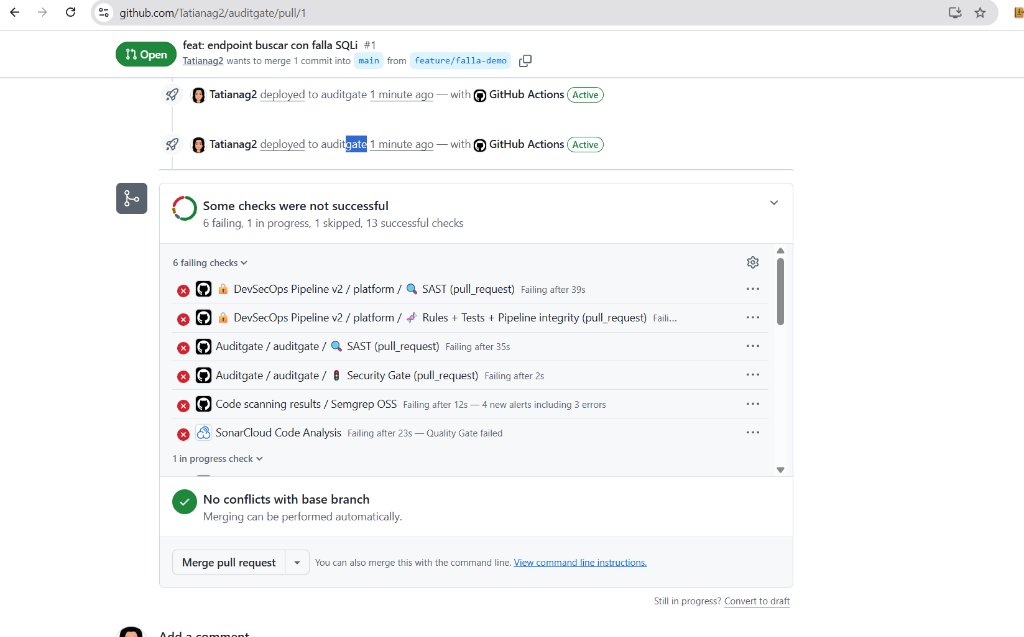 github.com/Tatianag2/auditgate/pull/1
Open
feat: endpoint buscar con falla SQLi #1
Tatianag2 wants to merge 1 commit into main from feature/falla-demo
Tatianag2 deployed to auditgate 1 minute ago — with GitHub Actions Active
Tatianag2 deployed to auditgate 1 minute ago — with GitHub Actions Active
Some checks were not successful
6 failing, 1 in progress, 1 skipped, 13 successful checks
6 failing checks
DevSecOps Pipeline v2 / platform / SAST (pull_request) Failing after 39s
DevSecOps Pipeline v2 / platform / Rules + Tests + Pipeline integrity (pull_request) Faili...
Auditgate / auditgate / SAST (pull_request) Failing after 35s
Auditgate / auditgate / Security Gate (pull_request) Failing after 2s
Code scanning results / Semgrep OSS Failing after 12s — 4 new alerts including 3 errors
SonarCloud Code Analysis Failing after 23s — Quality Gate failed
1 in progress check
No conflicts with base branch
Merging can be performed automatically.
Merge pull request
You can also merge this with the command line. View command line instructions.
Still in progress? Convert to draft
Add a comment